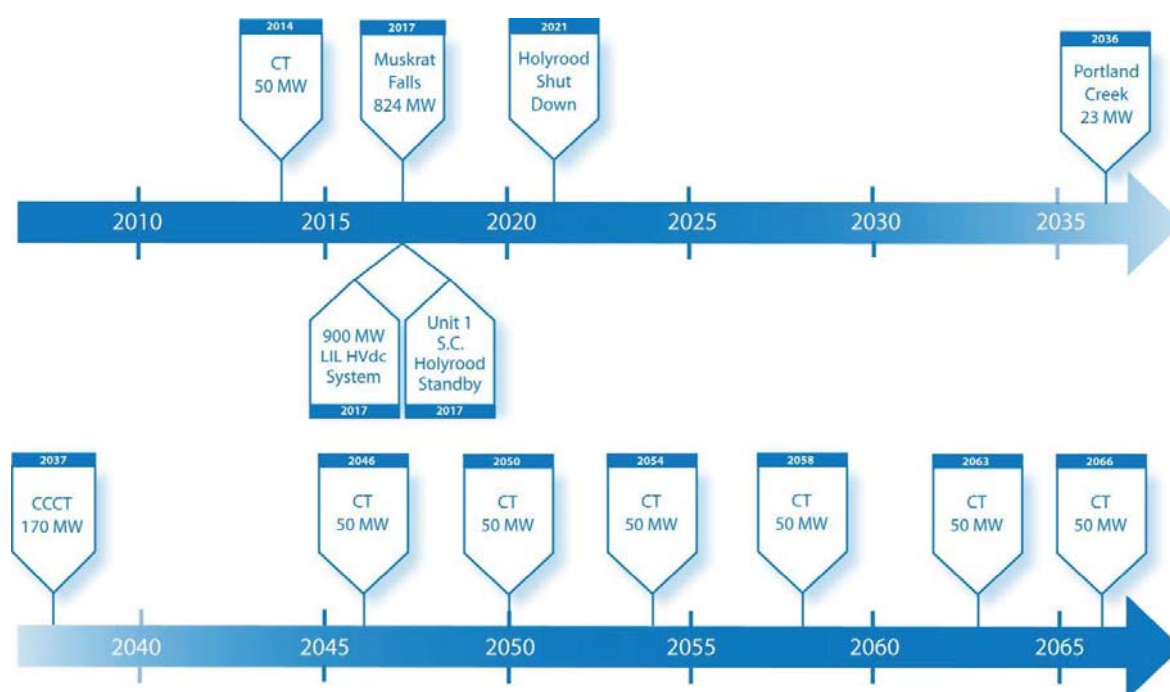 2014
CT
50 MW
2017
Muskrat
Falls
824 MW
2021
Holyrood
Shut
Down
2036
Portland
Creek
23 MW
2010 2015 2020 2025 2030 2035
900 MW
LIL HVdc
System
2017
Unit 1
S.C.
Holyrood
Standby
2017
2037
CCCT
170 MW
2046
CT
50 MW
2050
CT
50 MW
2054
CT
50 MW
2058
CT
50 MW
2063
CT
50 MW
2066
CT
50 MW
2040 2045 2050 2055 2060 2065